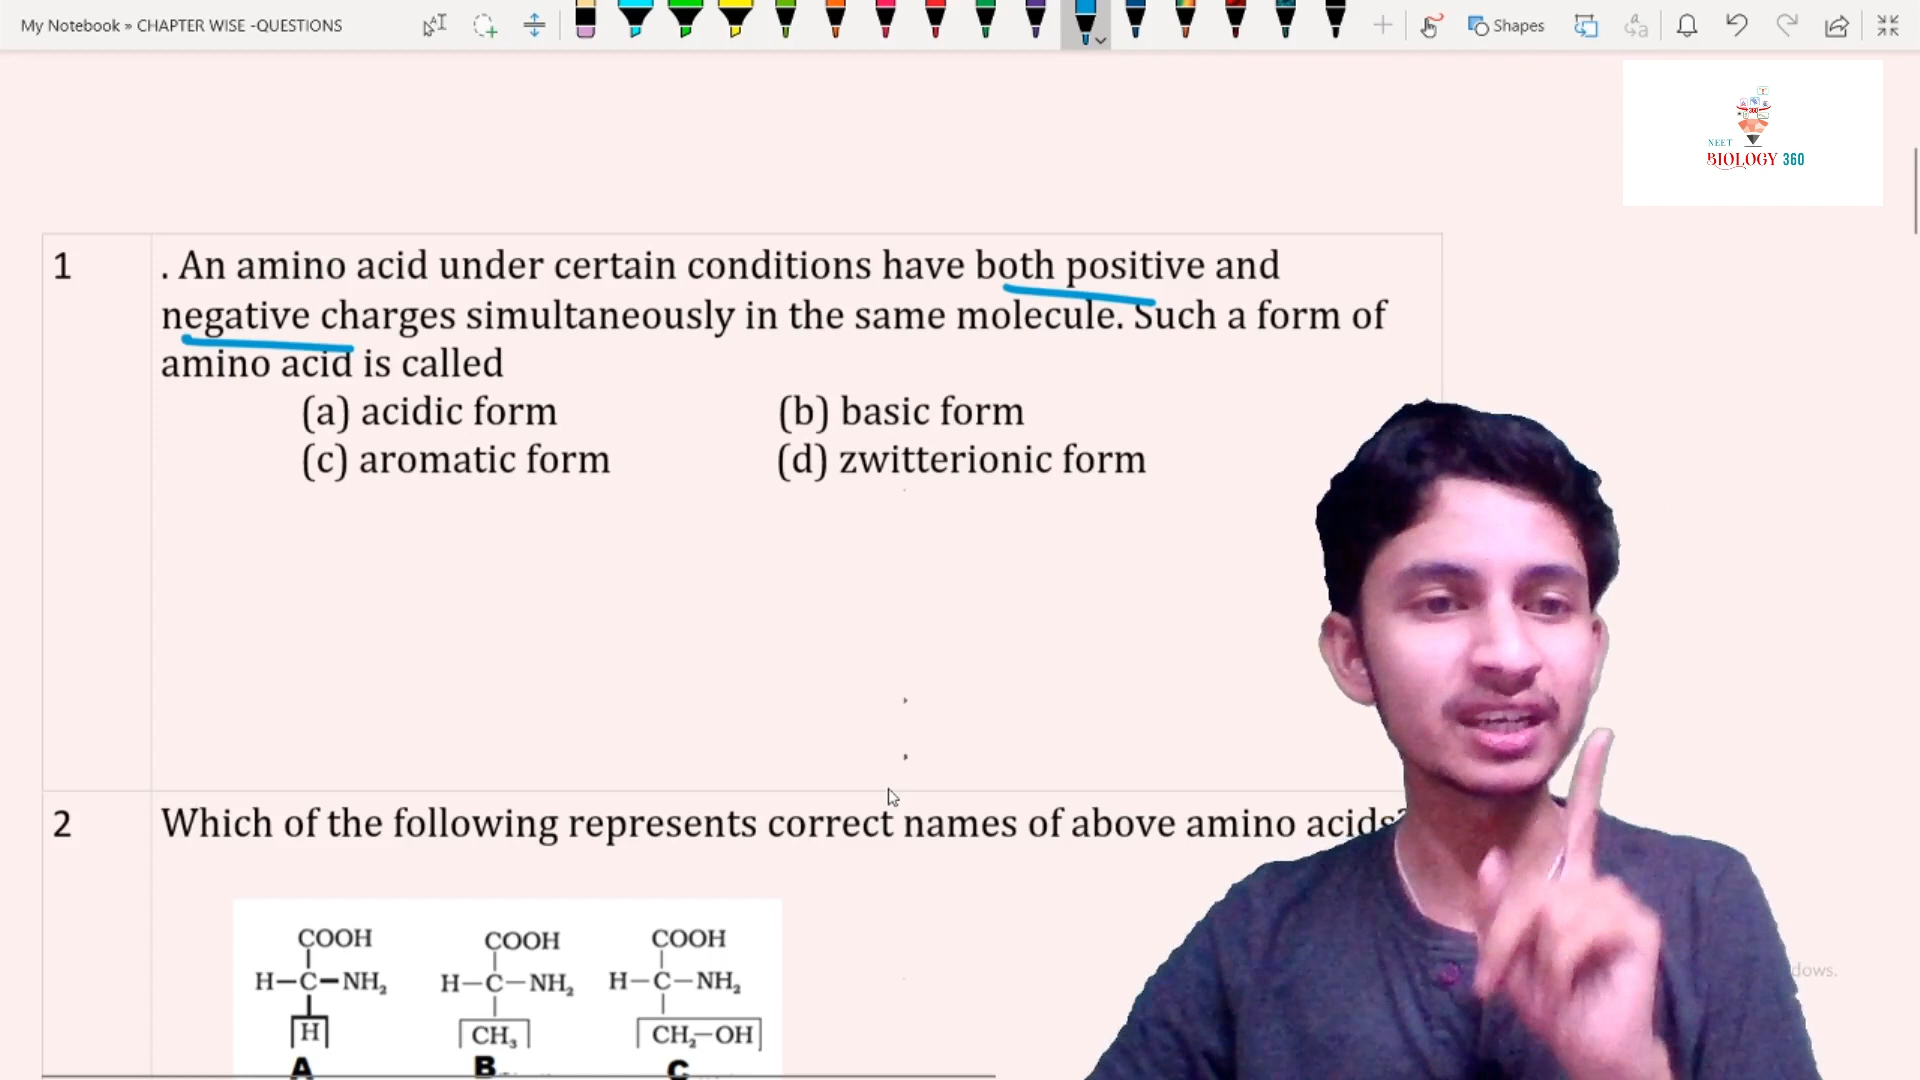 My Notebook » CHAPTER WISE -QUESTIONS
Shapes
NEET
BIOLOGY 360
1 . An amino acid under certain conditions have both positive and
negative charges simultaneously in the same molecule. Such a form of
amino acid is called
(a) acidic form (b) basic form
(c) aromatic form (d) zwitterionic form
2 Which of the following represents correct names of above amino acids?
COOH COOH COOH
H—C—NH₂ H—C—NH₂ H—C—NH₂
H CH₃ CH₂—OH
A B C
dows.